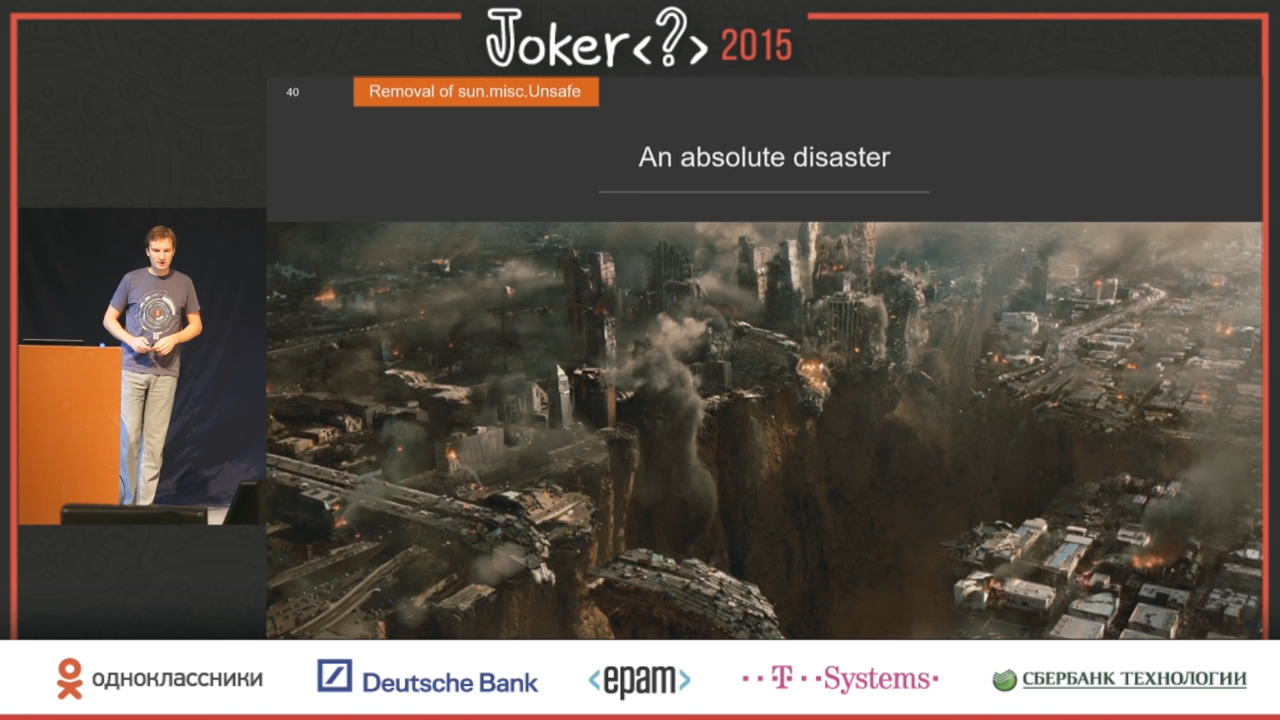 Joker<?> 2015
40
Removal of sun.misc.Unsafe
An absolute disaster
одноклассники
Deutsche Bank
<epam>
··T··Systems·
СБЕРБАНК ТЕХНОЛОГИИ